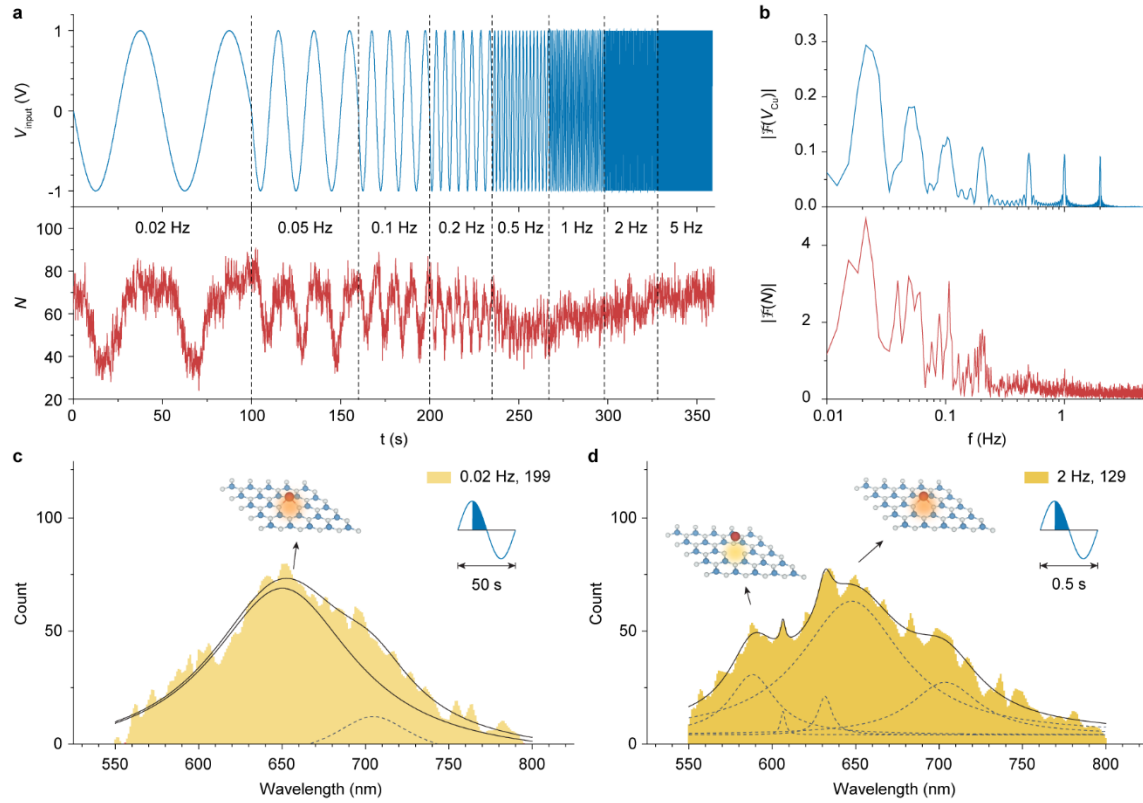 a
V_input (V)
1
0
-1
0.02 Hz 0.05 Hz 0.1 Hz 0.2 Hz 0.5 Hz 1 Hz 2 Hz 5 Hz
N
100
80
60
40
20
0 50 100 150 200 250 300 350
t (s)
b
|ℱ(V_Cu)|
0.3
0.2
0.1
0.0
|ℱ(N)|
4
2
0
0.01 0.1 1
f (Hz)
c
0.02 Hz, 199
50 s
Count
100
50
0
550 600 650 700 750 800
Wavelength (nm)
d
2 Hz, 129
0.5 s
Count
100
50
0
550 600 650 700 750 800
Wavelength (nm)